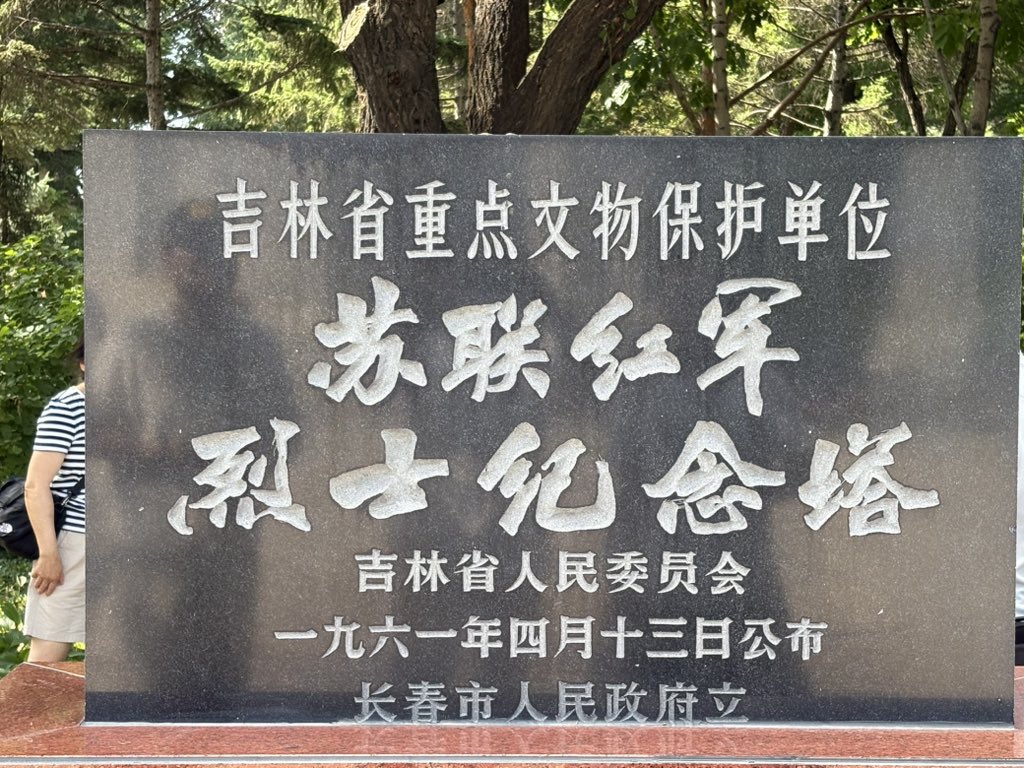 吉林省重点文物保护单位
苏联红军
烈士纪念塔
吉林省人民委员会
一九六一年四月十三日公布
长春市人民政府立